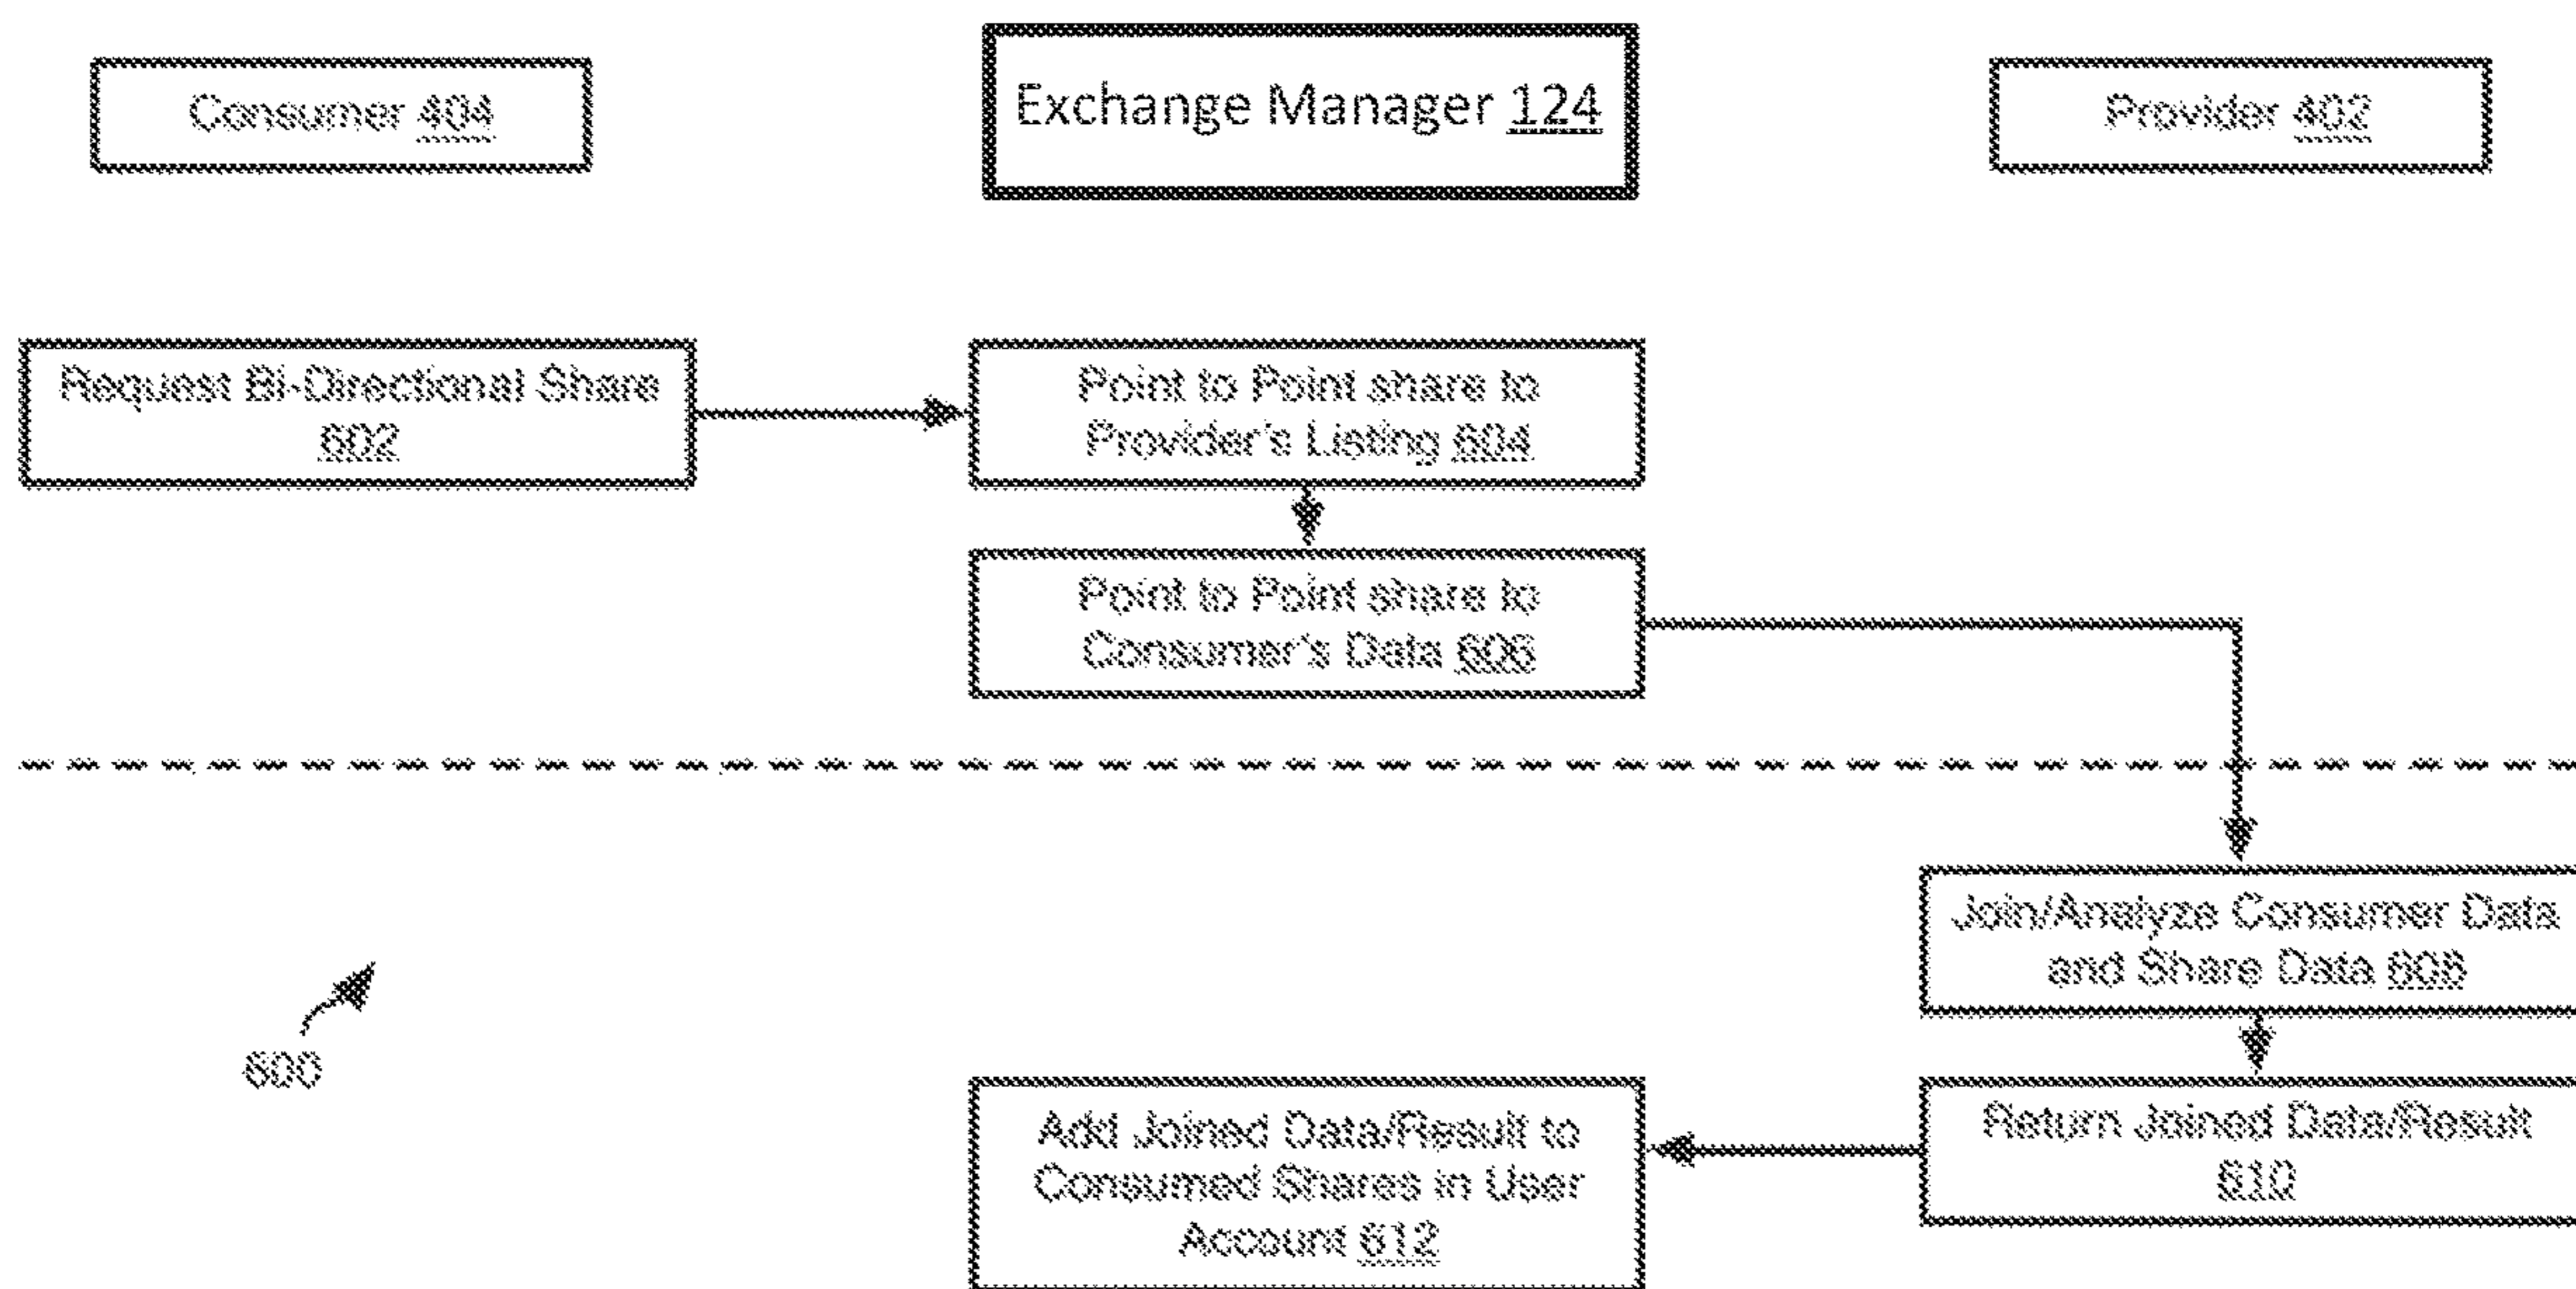 Consumer 404
Exchange Manager 124
Provider 402
Request Bi-Directional Share
602
Point to Point share to
Provider's Listing 604
Point to Point share to
Consumer's Data 606
Join/Analyze Consumer Data
and Share Data 608
600
Add Joined Data/Result to
Consumed Shares in User
Account 612
Return Joined Data/Result
610